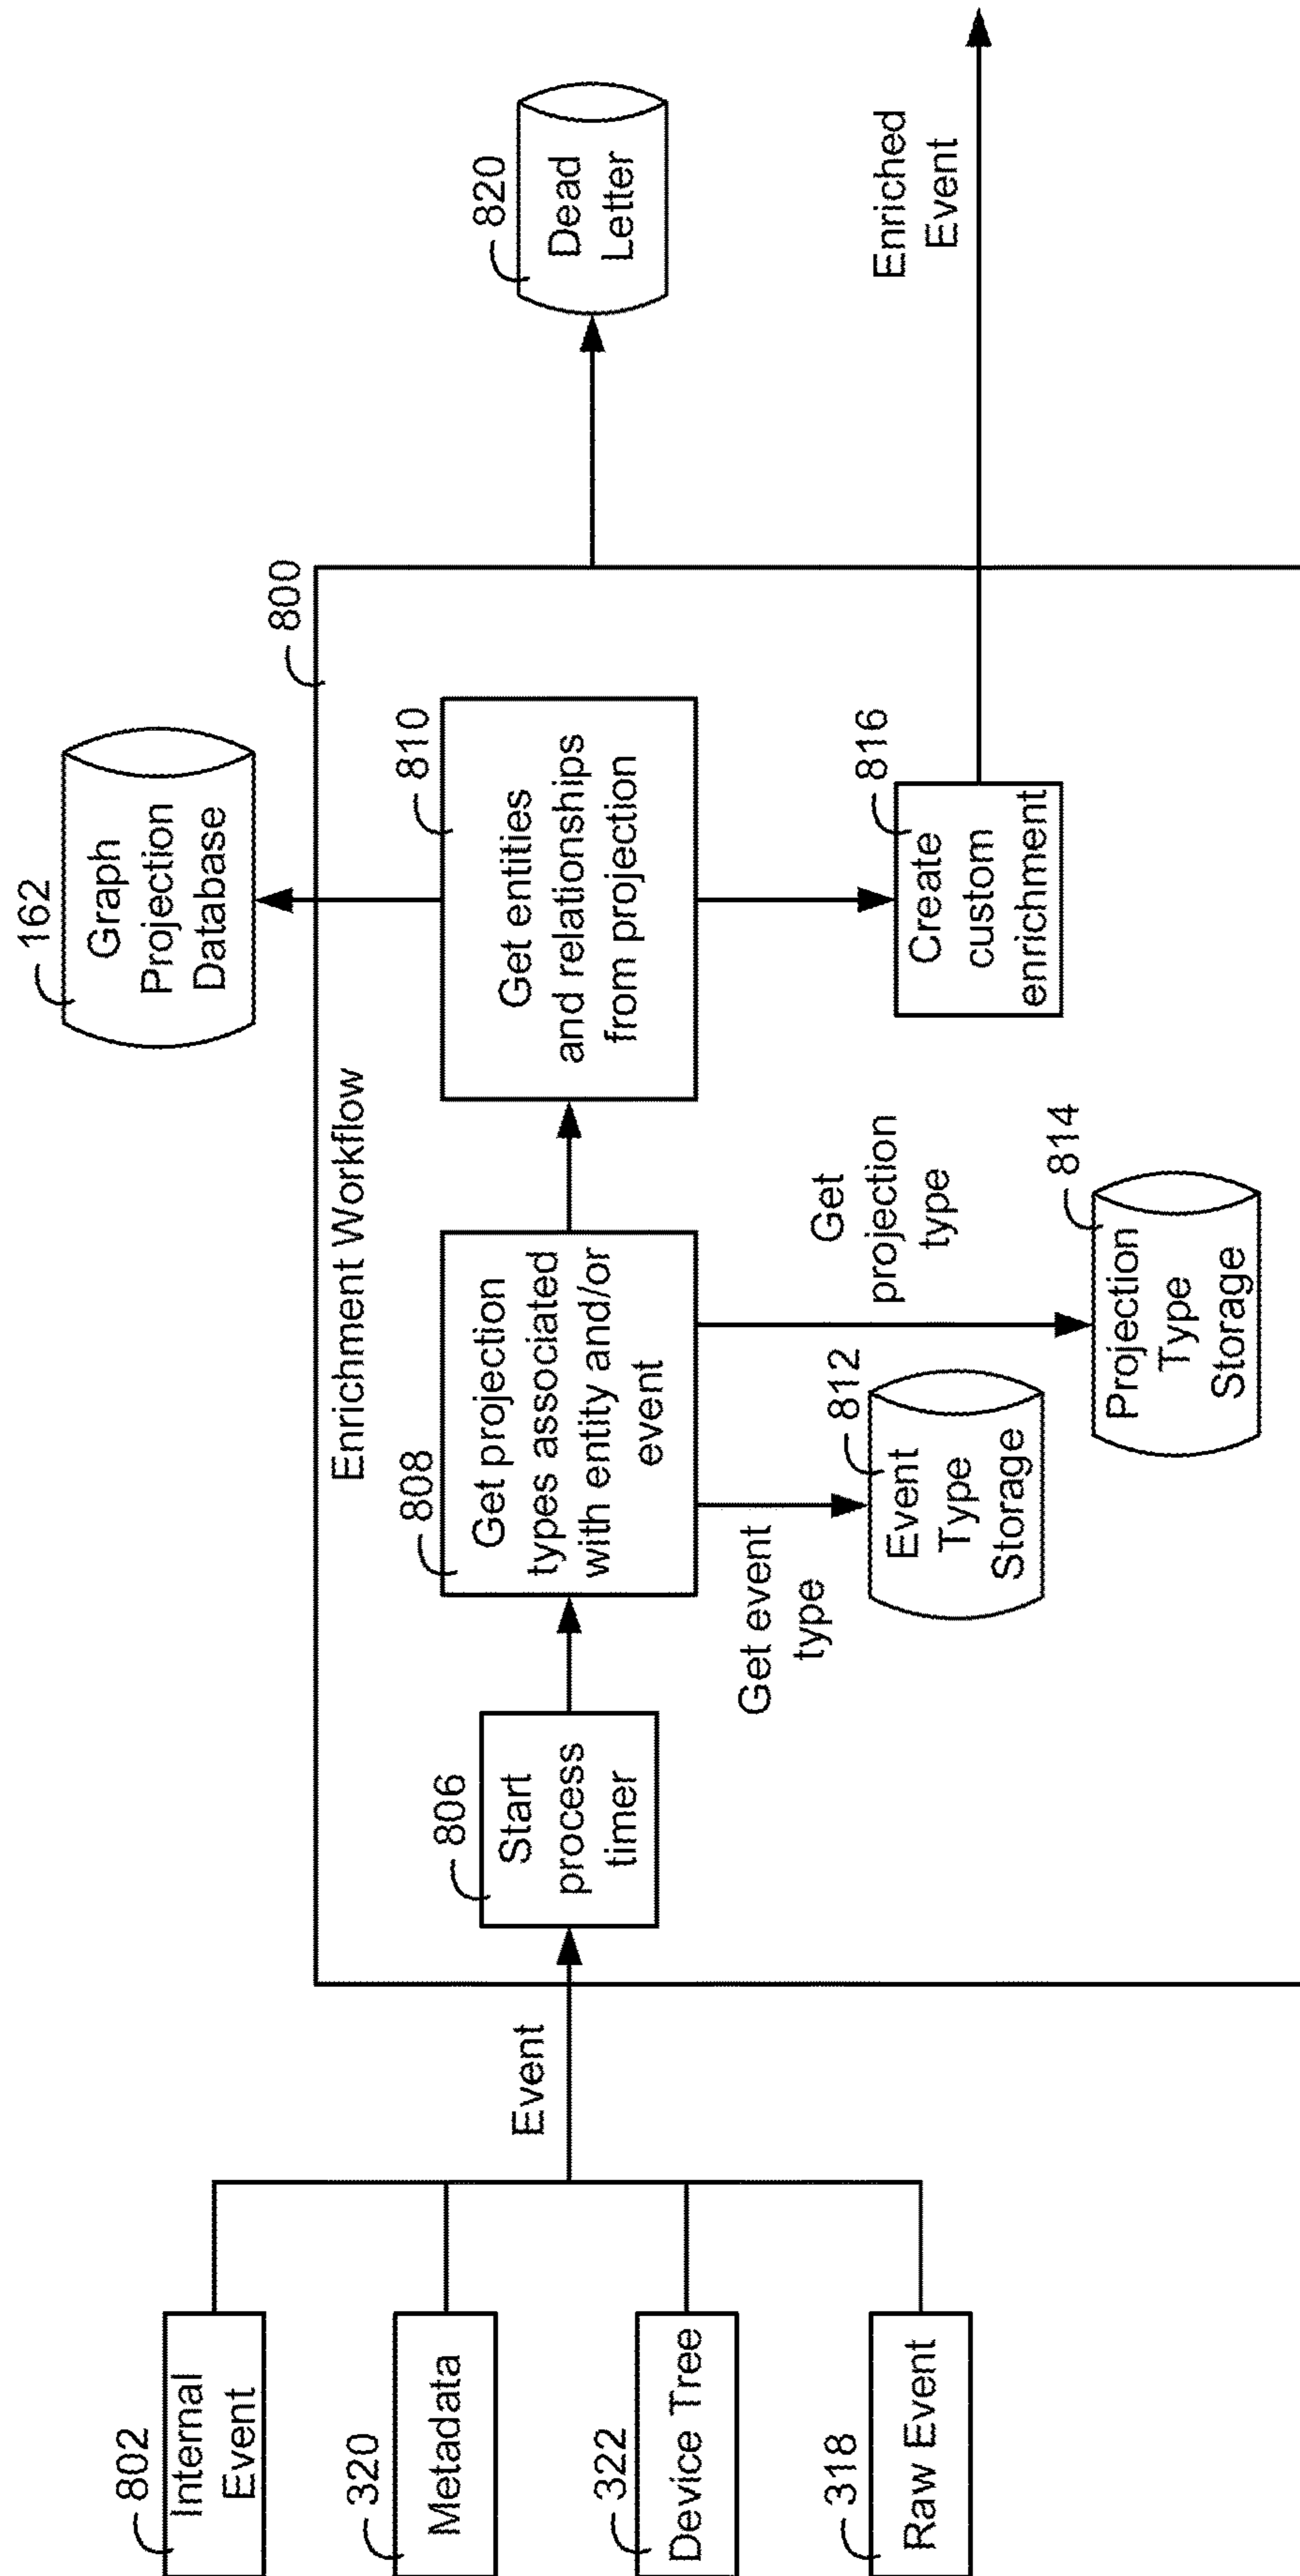 802
Internal
Event
320
Metadata
322
Device Tree
318
Raw Event
Event
800
Enrichment Workflow
806
Start
process
timer
808
Get projection
types associated
with entity and/or
event
Get event
type
812
Event
Type
Storage
Get
projection
type
814
Projection
Type
Storage
810
Get entities
and relationships
from projection
162
Graph
Projection
Database
816
Create
custom
enrichment
820
Dead
Letter
Enriched
Event